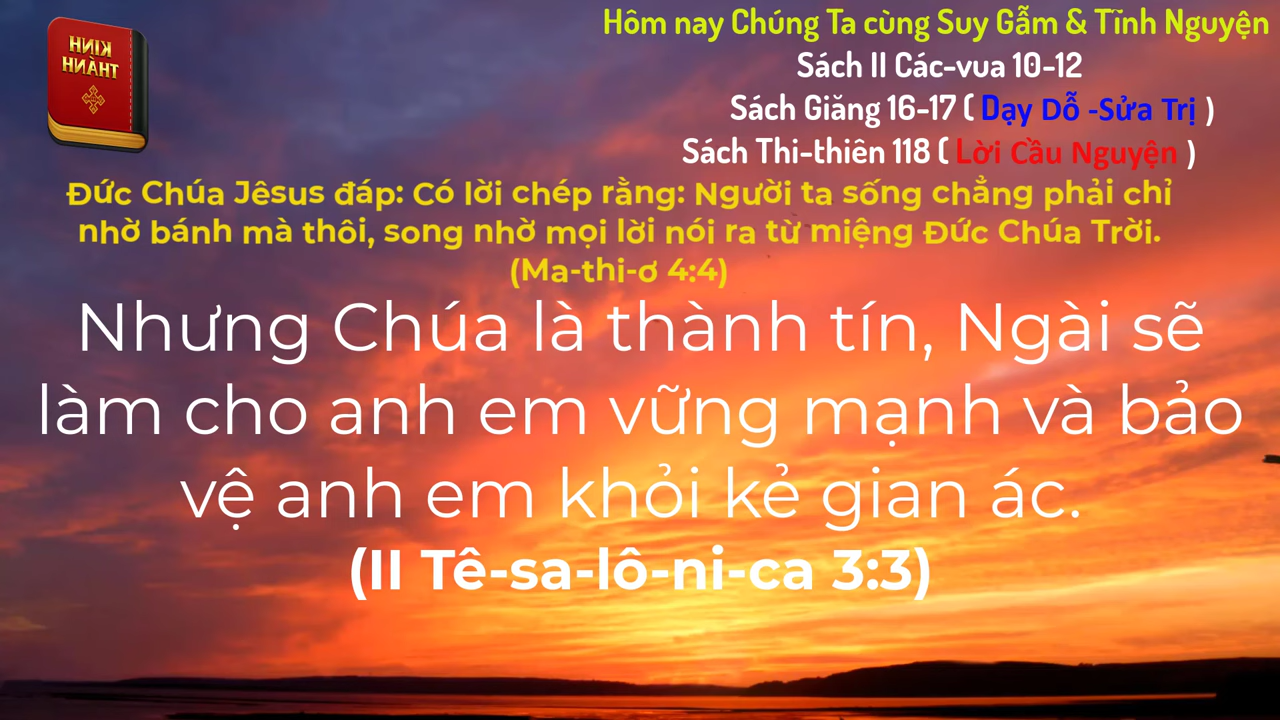 KINH
THÀNH
Hôm nay Chúng Ta cùng Suy Gẫm & Tĩnh Nguyện
Sách II Các-vua 10-12
Sách Giăng 16-17 ( Dạy Dỗ -Sửa Trị )
Sách Thi-thiên 118 ( Lời Cầu Nguyện )
Đức Chúa Jêsus đáp: Có lời chép rằng: Người ta sống chẳng phải chỉ
nhờ bánh mà thôi, song nhờ mọi lời nói ra từ miệng Đức Chúa Trời.
(Ma-thi-ơ 4:4)
Nhưng Chúa là thành tín, Ngài sẽ
làm cho anh em vững mạnh và bảo
vệ anh em khỏi kẻ gian ác.
(II Tê-sa-lô-ni-ca 3:3)